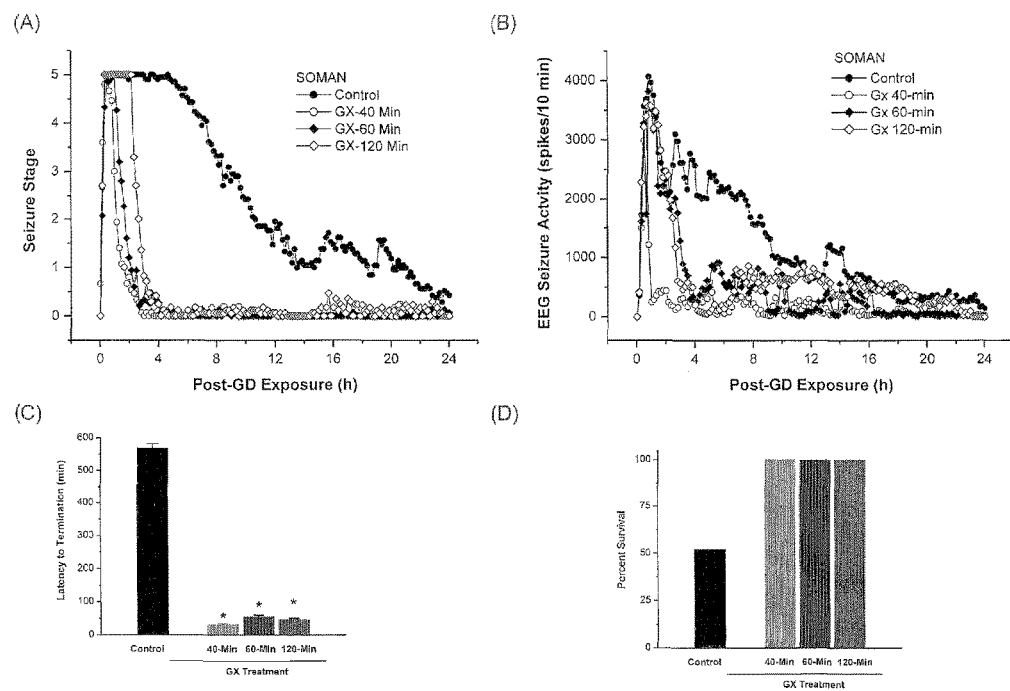 (A)
5
4
3
2
1
0
Seizure Stage
SOMAN
Control
GX-40 Min
GX-60 Min
GX-120 Min
0 4 8 12 16 20 24
Post-GD Exposure (h)
(B)
4000
3000
2000
1000
0
EEG Seizure Actvity (spikes/10 min)
SOMAN
Control
Gx 40-min
Gx 60-min
Gx 120-min
0 4 8 12 16 20 24
Post-GD Exposure (h)
(C)
600
500
400
300
200
100
0
Latency to Termination (min)
* * *
Control 40-Min 60-Min 120-Min
GX Treatment
(D)
100
75
50
25
0
Percent Survival
Control 40-Min 60-Min 120-Min
GX Treatment